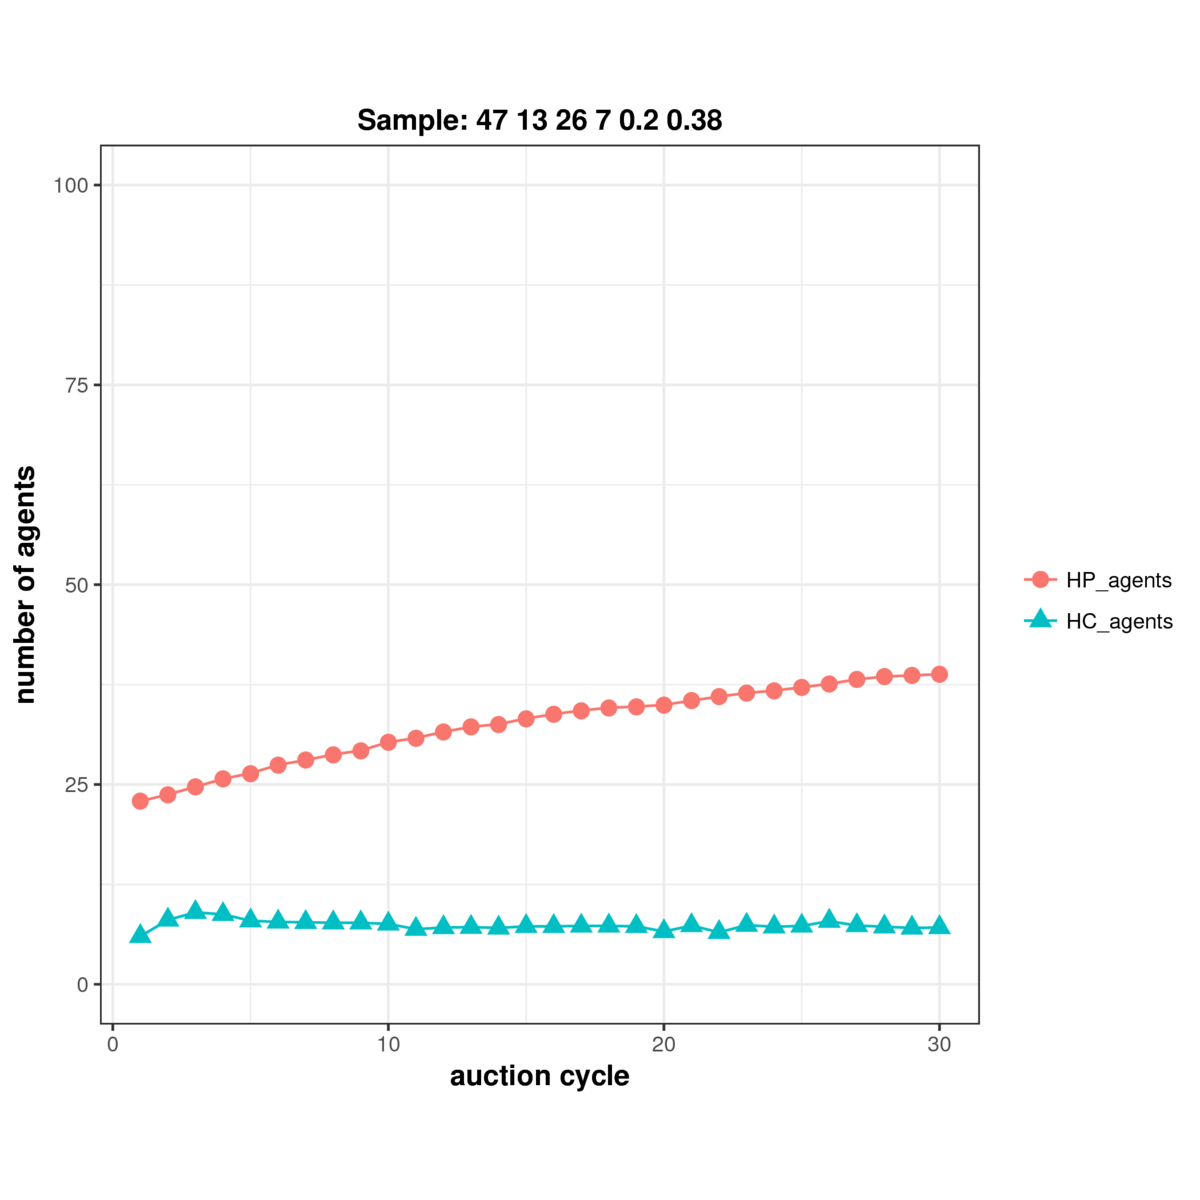 Sample: 47 13 26 7 0.2 0.38
number of agents
100
75
50
25
0
0 10 20 30
auction cycle
HP_agents
HC_agents